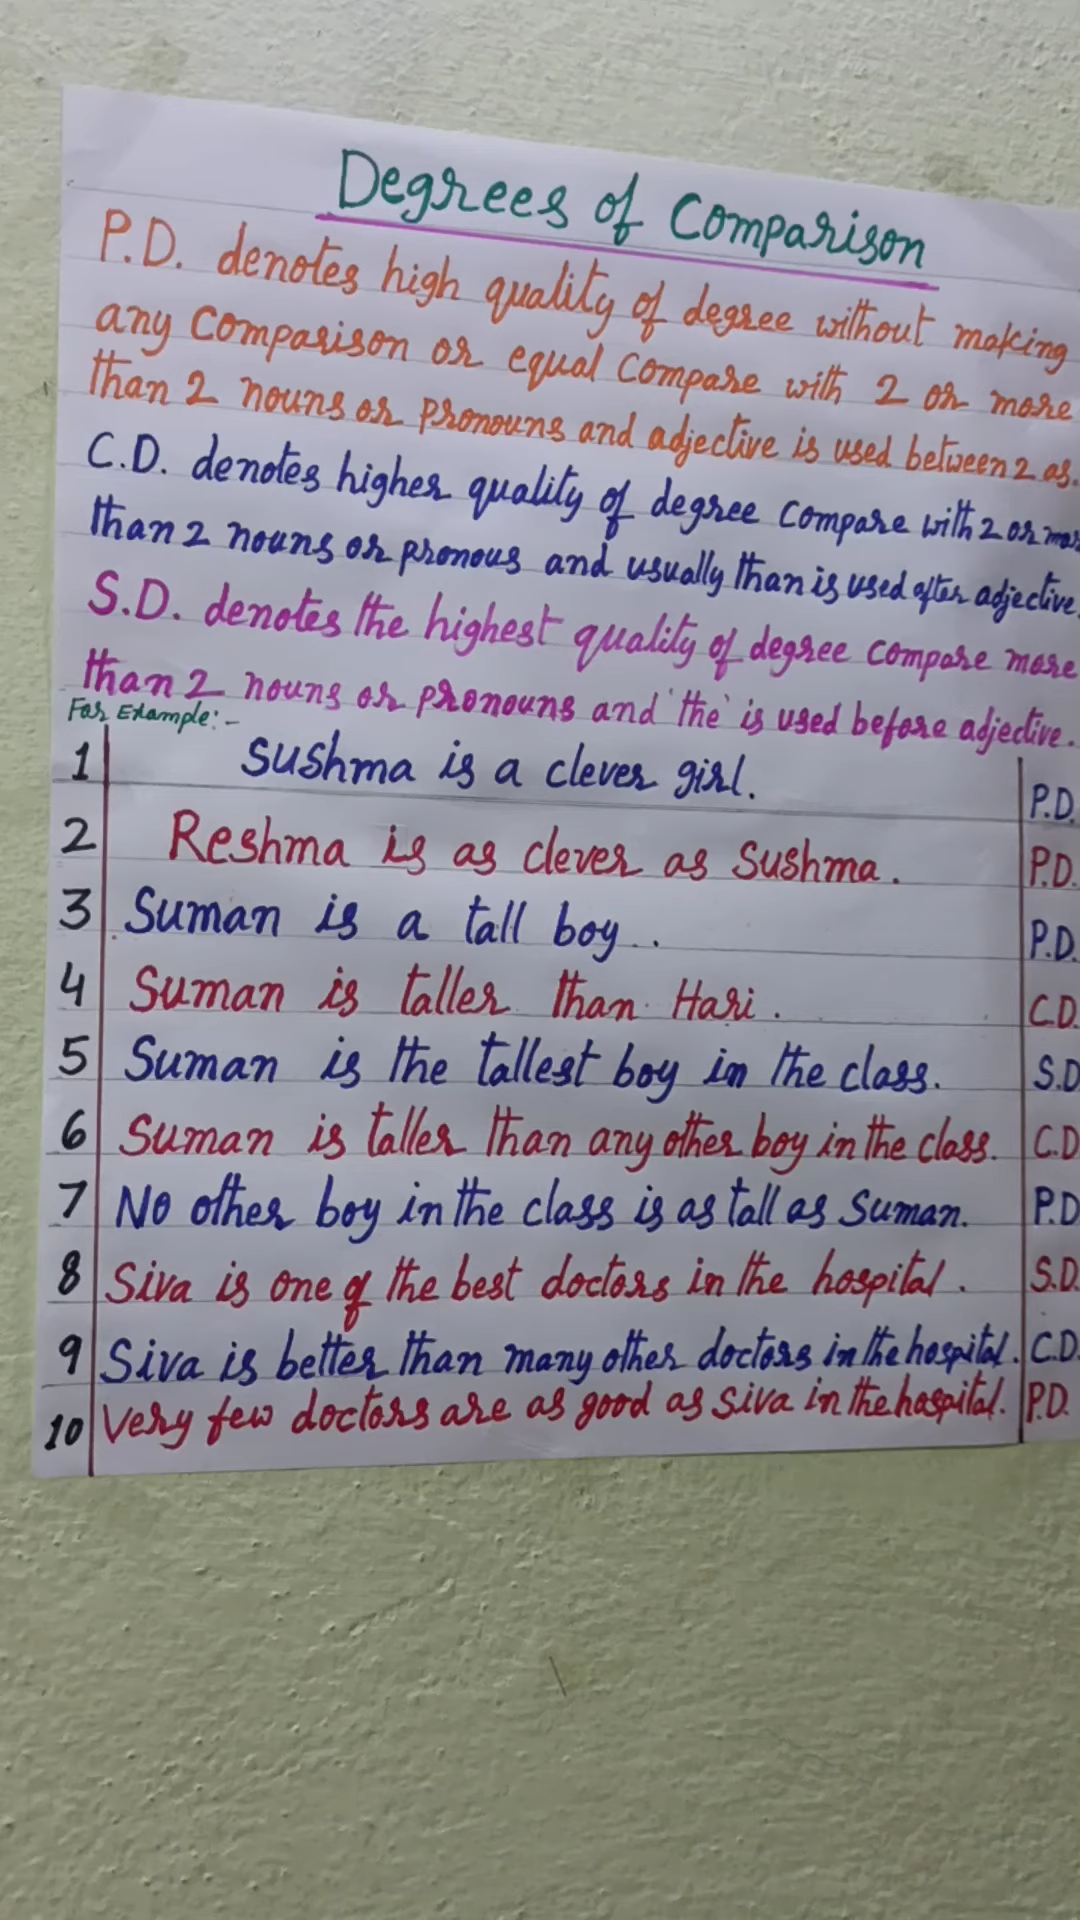 Degrees of Comparison
P.D. denotes high quality of degree without making
any Comparison or equal Compare with 2 or more
than 2 nouns or pronouns and adjective is used between 2 as.
C.D. denotes higher quality of degree Compare with 2 or mor
than 2 nouns or pronous and usually than is used after adjective.
S.D. denotes the highest quality of degree compare more
than 2 nouns or pronouns and 'the' is used before adjective.
For Example:-
1 Sushma is a clever girl. P.D.
2 Reshma is as clever as Sushma. P.D.
3 Suman is a tall boy. P.D.
4 Suman is taller than Hari. C.D.
5 Suman is the tallest boy in the class. S.D
6 Suman is taller than any other boy in the class. C.D
7 No other boy in the class is as tall as Suman. P.D
8 Siva is one of the best doctors in the hospital. S.D.
9 Siva is better than many other doctors in the hospital. C.D.
10 Very few doctors are as good as Siva in the hospital. P.D.